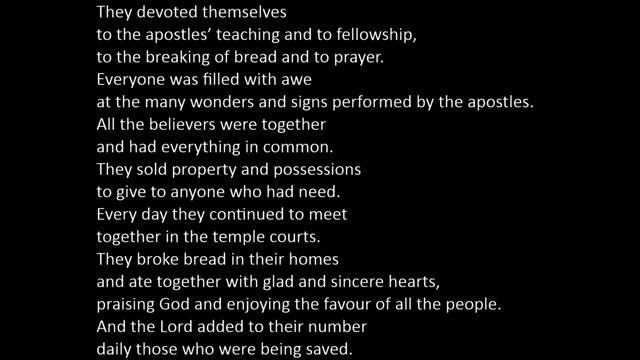 They devoted themselves
to the apostles’ teaching and to fellowship,
to the breaking of bread and to prayer.
Everyone was filled with awe
at the many wonders and signs performed by the apostles.
All the believers were together
and had everything in common.
They sold property and possessions
to give to anyone who had need.
Every day they continued to meet
together in the temple courts.
They broke bread in their homes
and ate together with glad and sincere hearts,
praising God and enjoying the favour of all the people.
And the Lord added to their number
daily those who were being saved.